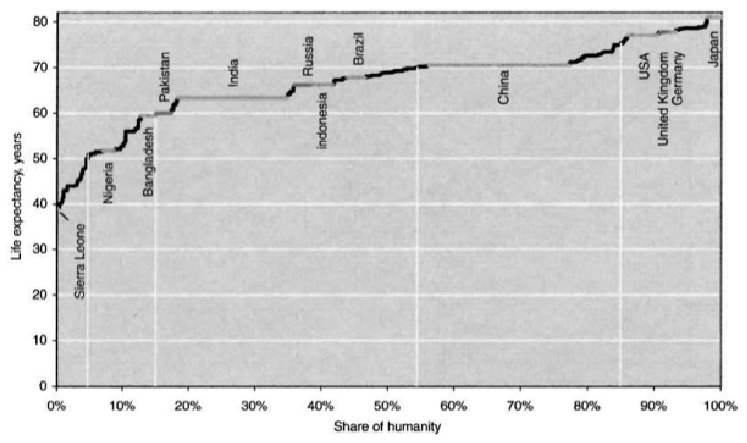 80
70
60
50
40
30
20
10
0
Life expectancy, years
Sierra Leone
Nigeria
Bangladesh
Pakistan
India
Russia
indonesia
Brazil
China
USA
United Kingdom
Germany
Japan
0% 10% 20% 30% 40% 50% 60% 70% 80% 90% 100%
Share of humanity